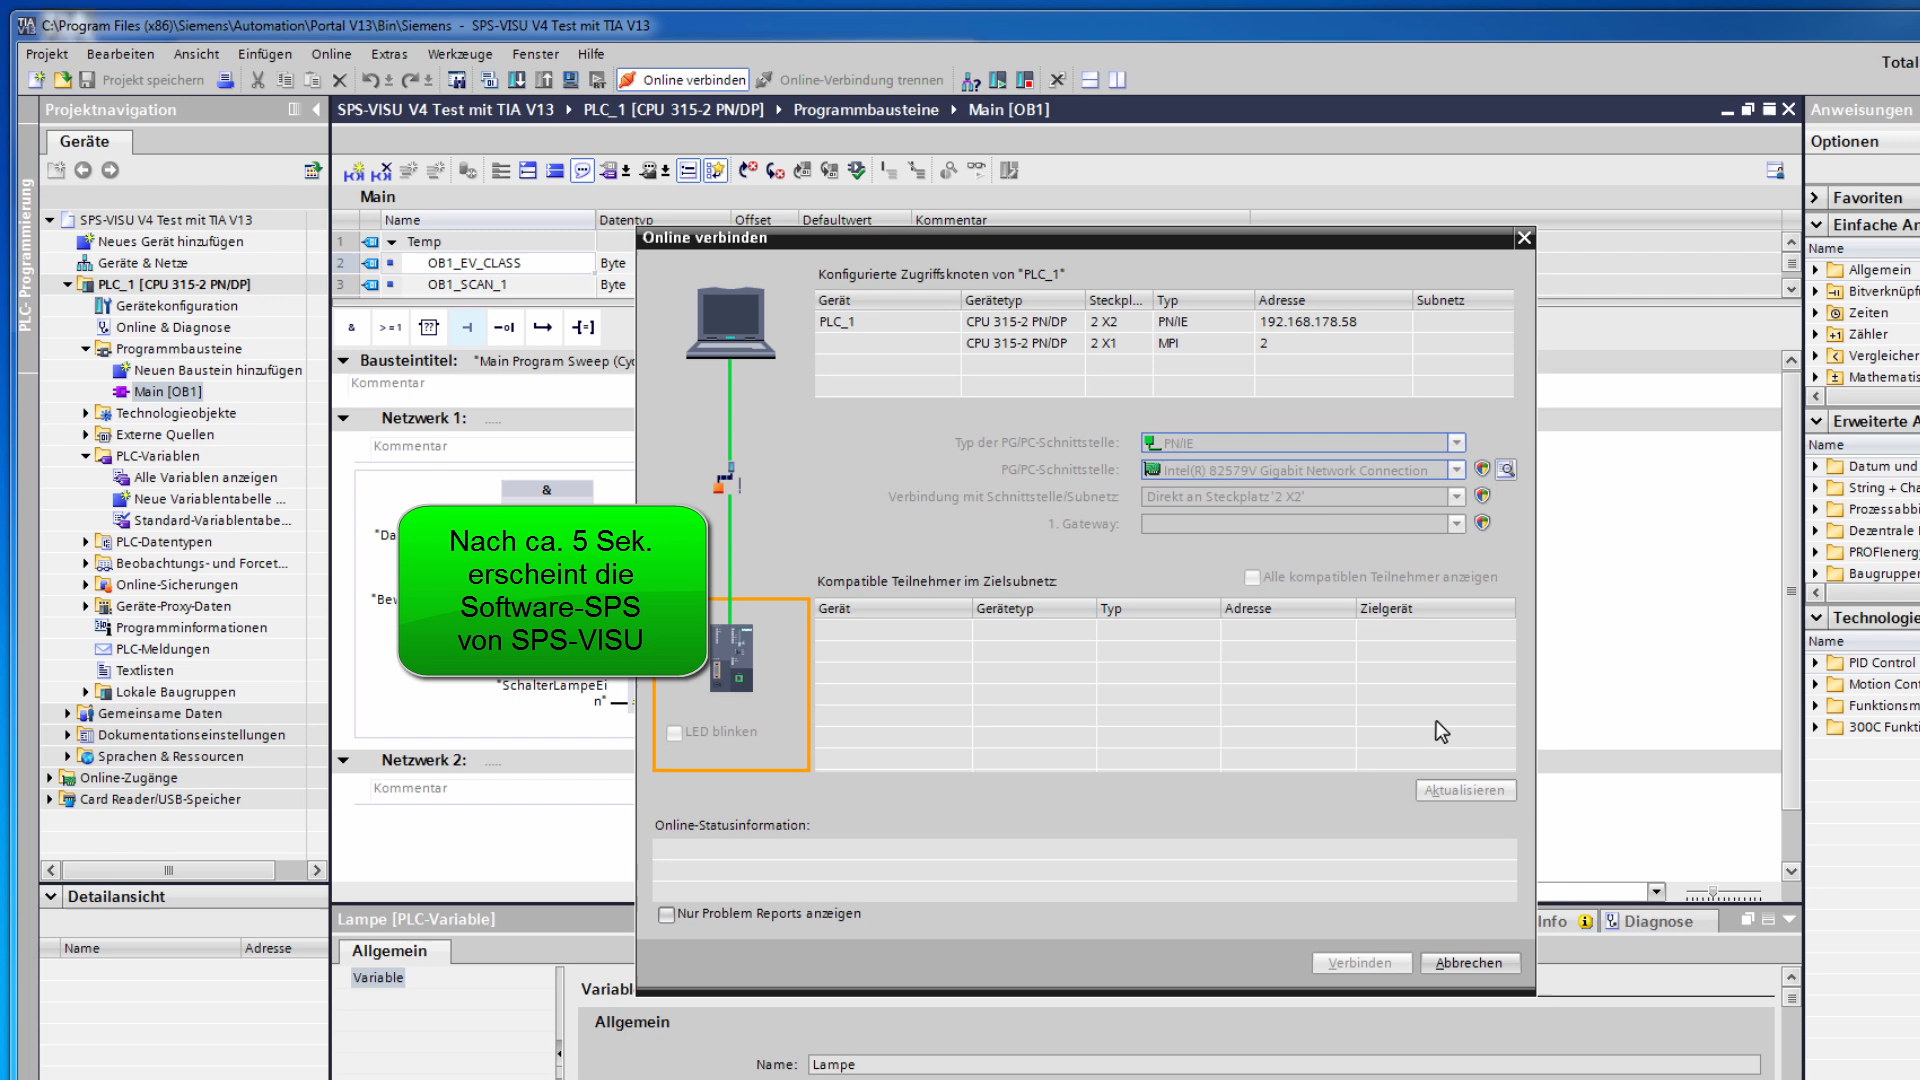 C:\Program Files (x86)\Siemens\Automation\Portal V13\Bin\Siemens - SPS-VISU V4 Test mit TIA V13
Projekt Bearbeiten Ansicht Einfügen Online Extras Werkzeuge Fenster Hilfe
Projekt speichern Online verbinden Online-Verbindung trennen
Total
Projektnavigation
SPS-VISU V4 Test mit TIA V13 PLC_1 [CPU 315-2 PN/DP] Programmbausteine Main [OB1]
Anweisungen
Geräte
Optionen
PLC-Programmierung
SPS-VISU V4 Test mit TIA V13
Neues Gerät hinzufügen
Geräte & Netze
PLC_1 [CPU 315-2 PN/DP]
Gerätekonfiguration
Online & Diagnose
Programmbausteine
Neuen Baustein hinzufügen
Main [OB1]
Technologieobjekte
Externe Quellen
PLC-Variablen
Alle Variablen anzeigen
Neue Variablentabelle ...
Standard-Variablentabe...
PLC-Datentypen
Beobachtungs- und Forcet...
Online-Sicherungen
Geräte-Proxy-Daten
Programminformationen
PLC-Meldungen
Textlisten
Lokale Baugruppen
Gemeinsame Daten
Dokumentationseinstellungen
Sprachen & Ressourcen
Online-Zugänge
Card Reader/USB-Speicher
Detailansicht
Name Adresse
Main
Name Datentyp Offset Defaultwert Kommentar
1 Temp
2 OB1_EV_CLASS Byte
3 OB1_SCAN_1 Byte
& >=1 ??
Bausteintitel: "Main Program Sweep (Cyc
Kommentar
Netzwerk 1: .....
Kommentar
&
"Da
"Bev
"SchalterLampeEi
n"
Netzwerk 2: .....
Kommentar
Nach ca. 5 Sek.
erscheint die
Software-SPS
von SPS-VISU
Online verbinden
Konfigurierte Zugriffsknoten von "PLC_1"
Gerät Gerätetyp Steckpl... Typ Adresse Subnetz
PLC_1 CPU 315-2 PN/DP 2 X2 PN/IE 192.168.178.58
CPU 315-2 PN/DP 2 X1 MPI 2
Typ der PG/PC-Schnittstelle: PN/IE
PG/PC-Schnittstelle: Intel(R) 82579V Gigabit Network Connection
Verbindung mit Schnittstelle/Subnetz: Direkt an Steckplatz '2 X2'
1. Gateway:
Kompatible Teilnehmer im Zielsubnetz:
Alle kompatiblen Teilnehmer anzeigen
Gerät Gerätetyp Typ Adresse Zielgerät
LED blinken
Aktualisieren
Online-Statusinformation:
Nur Problem Reports anzeigen
Verbinden Abbrechen
Lampe [PLC-Variable]
Info Diagnose
Allgemein
Variable
Variabl
Allgemein
Name: Lampe
Favoriten
Einfache An
Name
Allgemein
Bitverknüpf
Zeiten
Zähler
Vergleicher
Mathematis
Erweiterte A
Name
Datum und
String + Cha
Prozessabbi
Dezentrale
PROFIenerg
Baugruppen
Technologie
Name
PID Control
Motion Cont
Funktionsm
300C Funkti